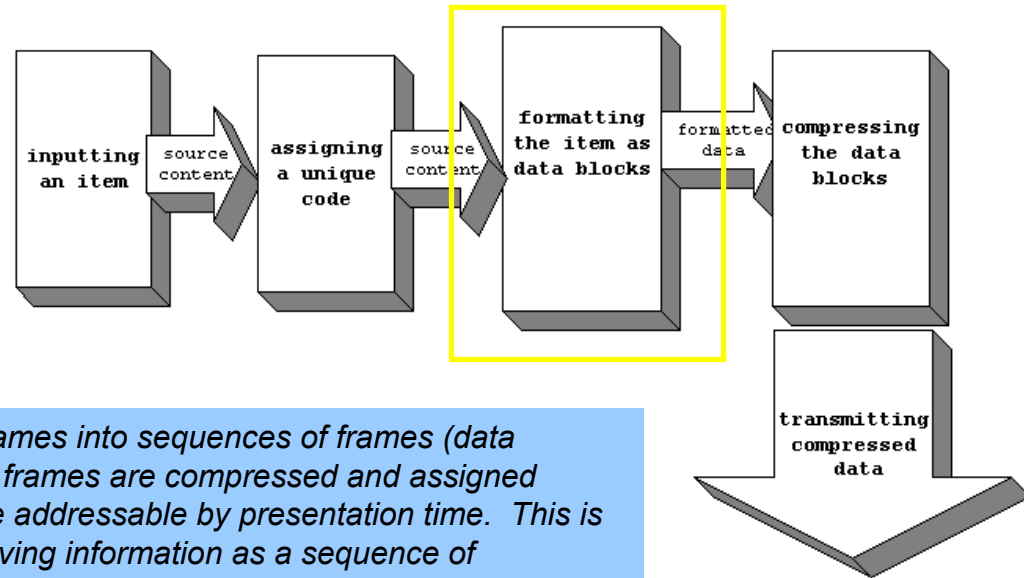 inputting
an item
source
content
assigning
a unique
code
source
content
formatting
the item as
data blocks
formatted
data
compressing
the data
blocks
transmitting
compressed
data
ames into sequences of frames (data
frames are compressed and assigned
e addressable by presentation time. This is
ving information as a sequence of